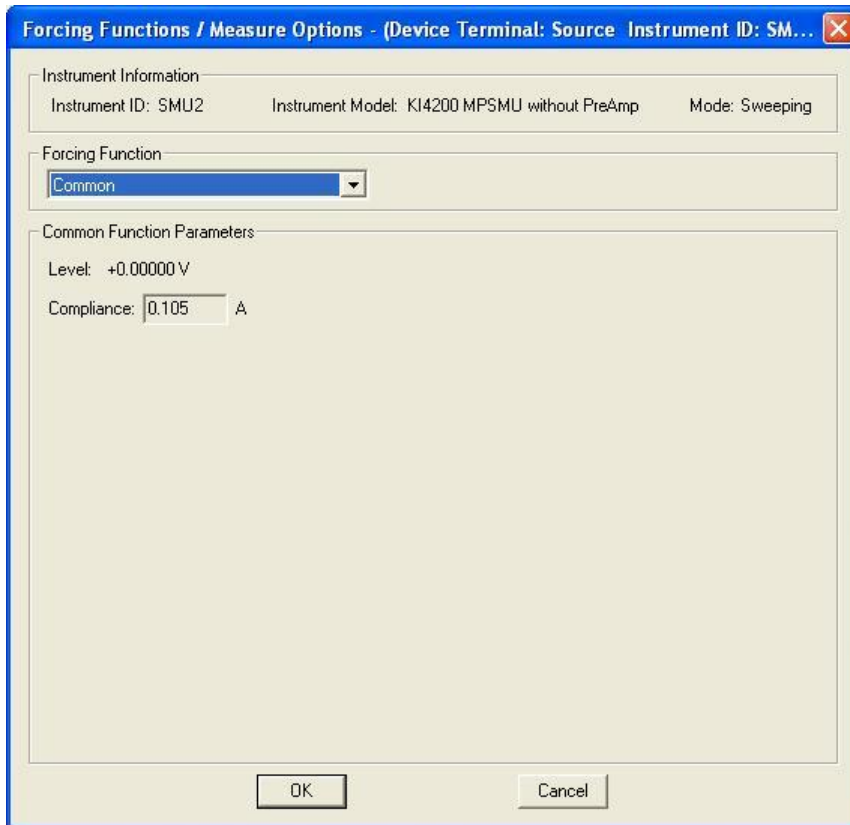 Forcing Functions / Measure Options - (Device Terminal: Source Instrument ID: SM...
Instrument Information
Instrument ID: SMU2 Instrument Model: KI4200 MPSMU without PreAmp Mode: Sweeping
Forcing Function
Common
Common Function Parameters
Level: +0.00000 V
Compliance: 0.105 A
OK Cancel